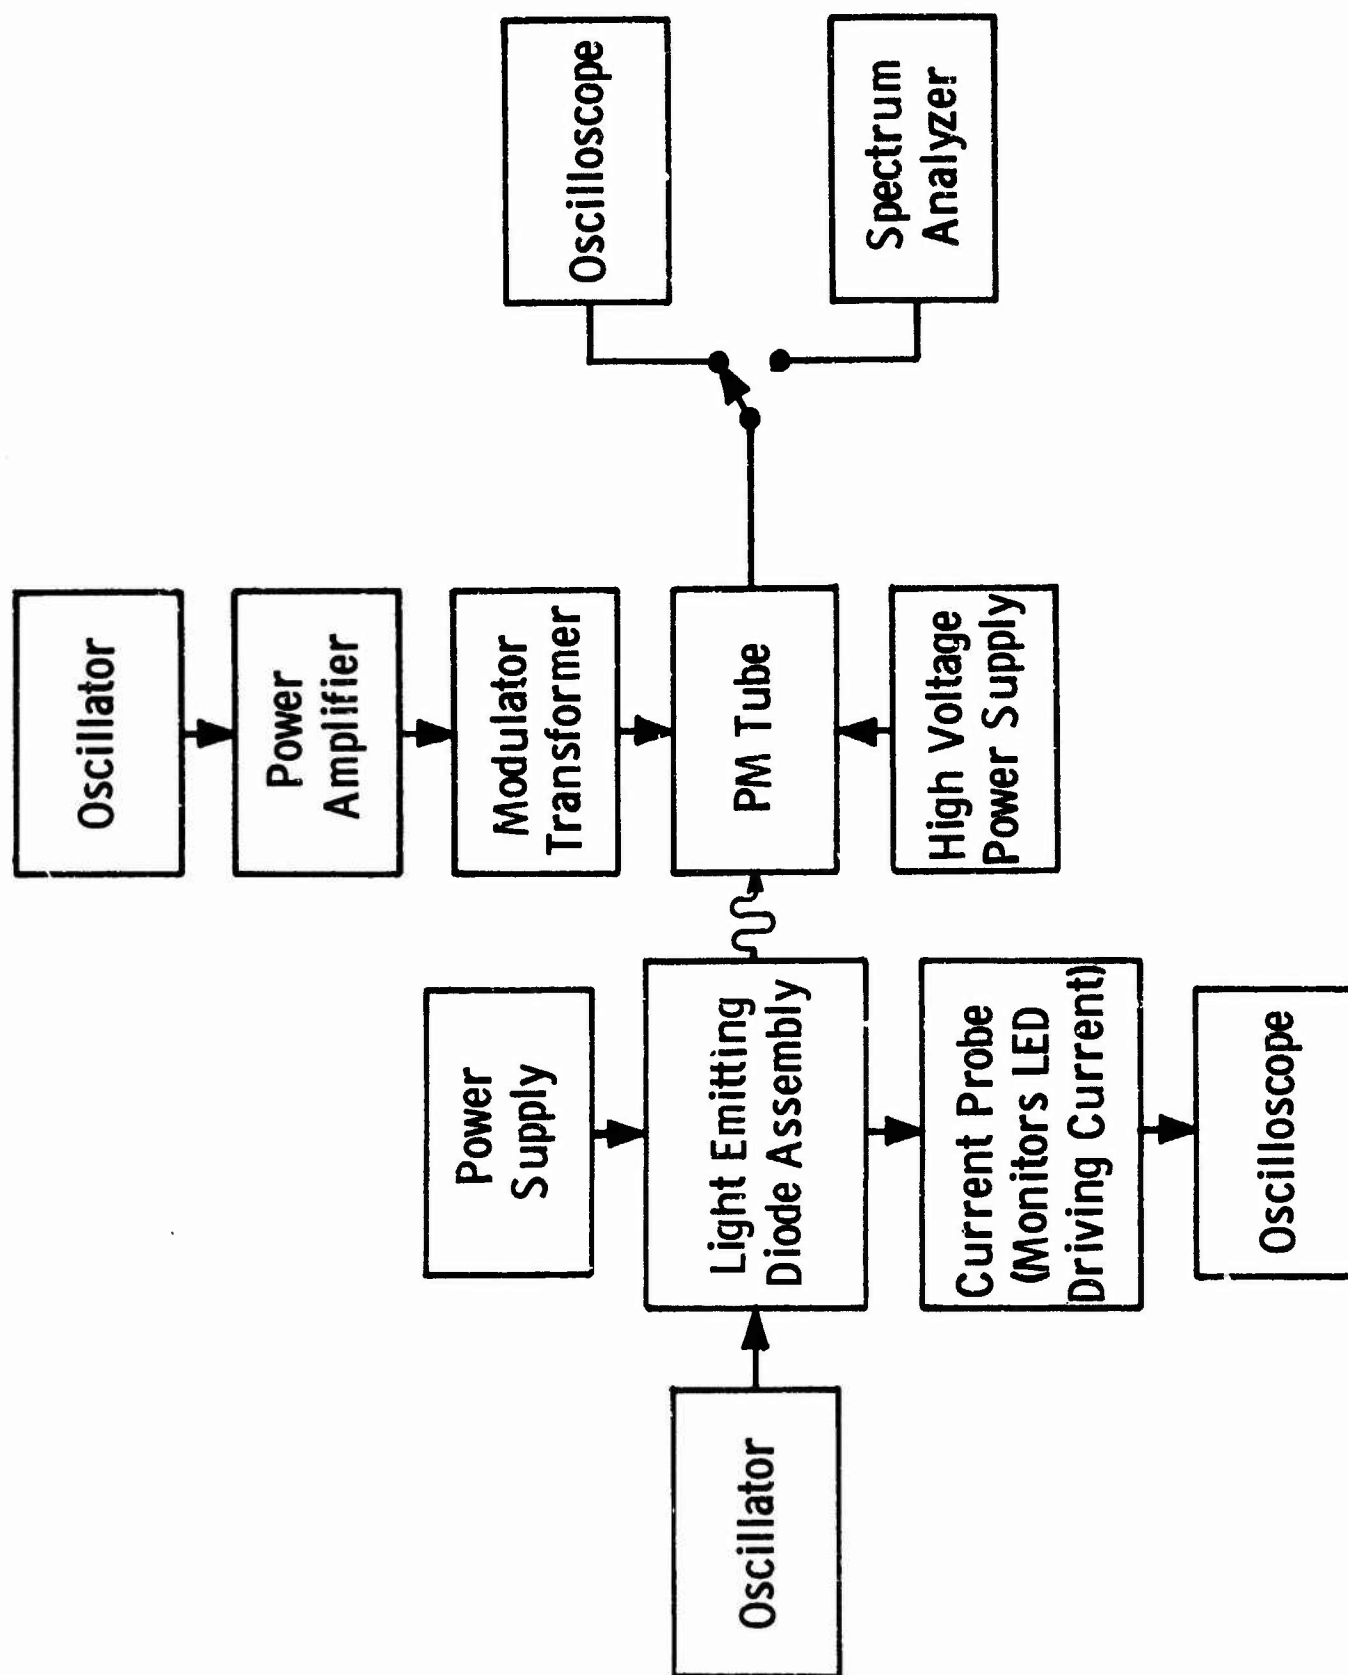 Oscilloscope
Spectrum
Analyzer
Oscillator
Power
Amplifier
Modulator
Transformer
PM Tube
High Voltage
Power Supply
Power
Supply
Light Emitting
Diode Assembly
Current Probe
(Monitors LED
Driving Current)
Oscilloscope
Oscillator